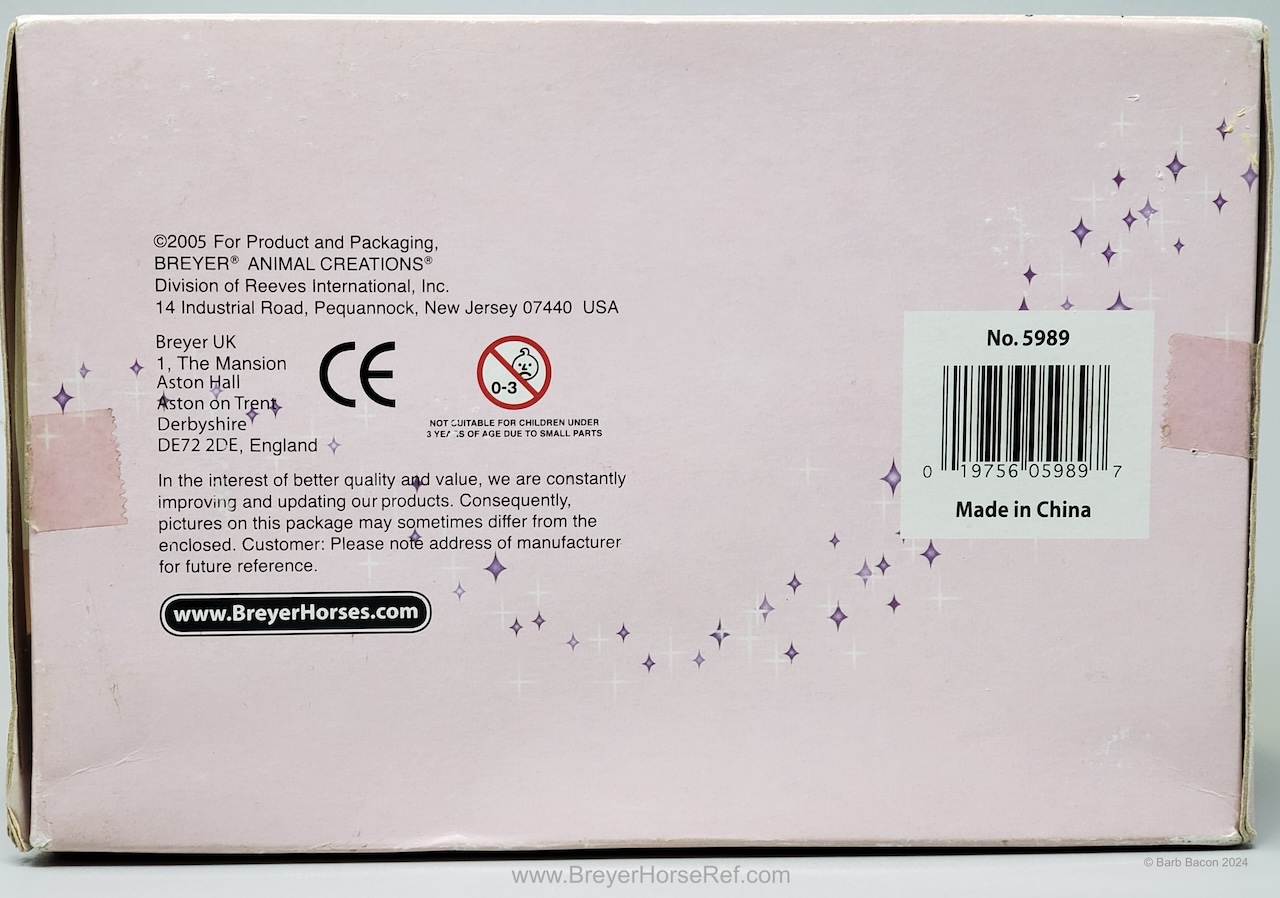 ©2005 For Product and Packaging,
BREYER® ANIMAL CREATIONS®
Division of Reeves International, Inc.
14 Industrial Road, Pequannock, New Jersey 07440 USA
Breyer UK
1, The Mansion
Aston Hall
Aston on Trent
Derbyshire
DE72 2DE, England
CE
0-3
NOT SUITABLE FOR CHILDREN UNDER
3 YEARS OF AGE DUE TO SMALL PARTS
In the interest of better quality and value, we are constantly
improving and updating our products. Consequently,
pictures on this package may sometimes differ from the
enclosed. Customer: Please note address of manufacturer
for future reference.
www.BreyerHorses.com
No. 5989
0 19756 05989 7
Made in China
© Barb Bacon 2024
www.BreyerHorseRef.com